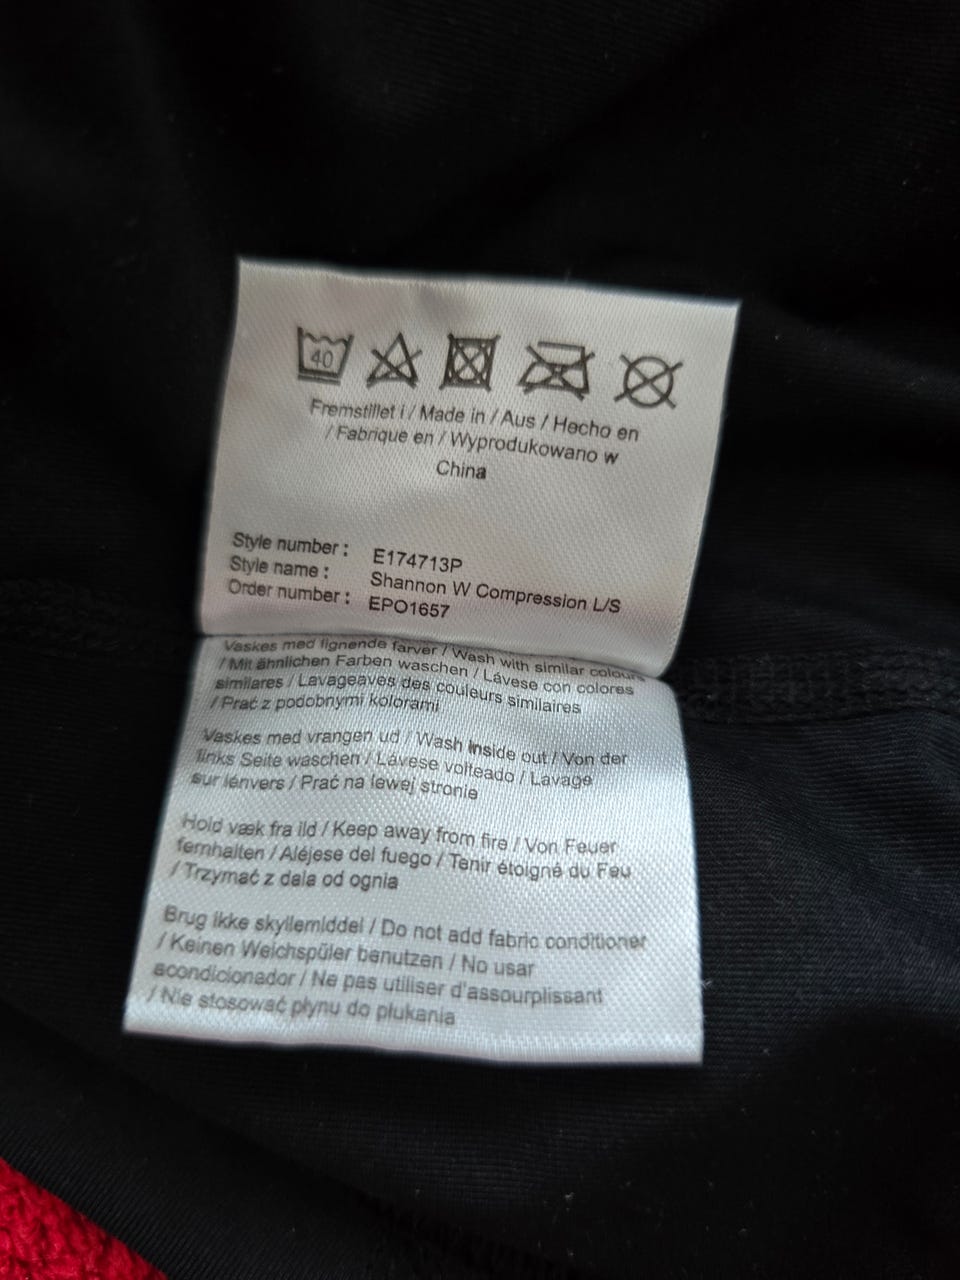 40
Fremstillet i / Made in / Aus / Hecho en
/ Fabrique en / Wyprodukowano w
China
Style number : E174713P
Style name : Shannon W Compression L/S
Order number : EPO1657
Vaskes med lignende farver / Wash with similar colours
/ Mit ähnlichen Farben waschen / Lávese con colores
similares / Lavageaves des couleurs similaires
/ Prać z podobnymi kolorami
Vaskes med vrangen ud / Wash inside out / Von der
links Seite waschen / Lávese volteado / Lavage
sur lénvers / Prać na lewej stronie
Hold væk fra ild / Keep away from fire / Von Feuer
fernhalten / Aléjese del fuego / Tenir étoigné du Feu
/ Trzymać z dala od ognia
Brug ikke skyllemiddel / Do not add fabric conditioner
/ Keinen Weichspüler benutzen / No usar
acondicionador / Ne pas utiliser d'assourplissant
/ Nie stosować płynu do płukania